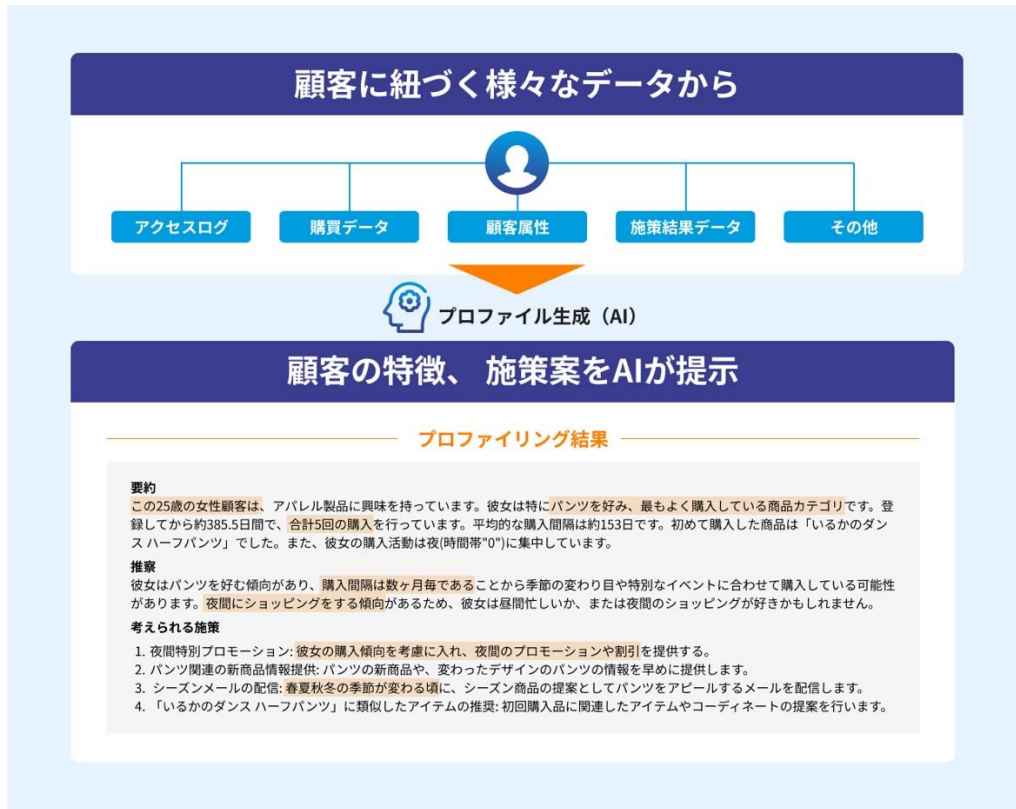 顧客に紐づく様々なデータから
アクセスログ
購買データ
顧客属性
施策結果データ
その他
プロファイル生成（AI）
顧客の特徴、 施策案をAIが提示
プロファイリング結果
要約
この25歳の女性顧客は、アパレル製品に興味を持っています。彼女は特にパンツを好み、最もよく購入している商品カテゴリです。登
録してから約385.5日間で、合計5回の購入を行っています。平均的な購入間隔は約153日です。初めて購入した商品は「いるかのダン
ス ハーフパンツ」でした。また、彼女の購入活動は夜(時間帯"0")に集中しています。
推察
彼女はパンツを好む傾向があり、購入間隔は数ヶ月毎であることから季節の変わり目や特別なイベントに合わせて購入している可能性
があります。夜間にショッピングをする傾向があるため、彼女は昼間忙しいか、または夜間のショッピングが好きかもしれません。
考えられる施策
1. 夜間特別プロモーション: 彼女の購入傾向を考慮に入れ、夜間のプロモーションや割引を提供する。
2. パンツ関連の新商品情報提供: パンツの新商品や、変わったデザインのパンツの情報を早めに提供します。
3. シーズンメールの配信: 春夏秋冬の季節が変わる頃に、シーズン商品の提案としてパンツをアピールするメールを配信します。
4. 「いるかのダンス ハーフパンツ」に類似したアイテムの推奨: 初回購入品に関連したアイテムやコーディネートの提案を行います。